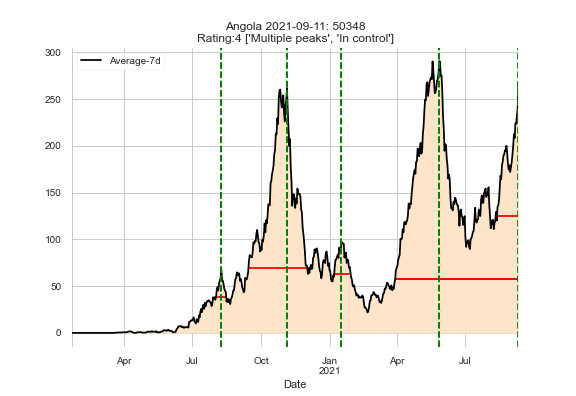 Angola 2021-09-11: 50348
Rating:4 ['Multiple peaks', 'In control']
300
Average-7d
250
200
150
100
50
0
Apr
Jul
Oct
Jan
2021
Apr
Jul
Date